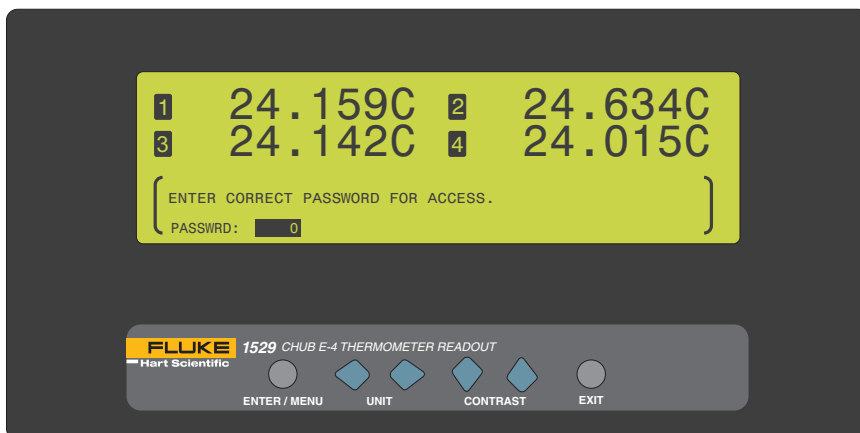 1 24.159C 2 24.634C
3 24.142C 4 24.015C
ENTER CORRECT PASSWORD FOR ACCESS.
PASSWRD: 0
FLUKE 1529 CHUB E-4 THERMOMETER READOUT
Hart Scientific
ENTER / MENU UNIT CONTRAST EXIT